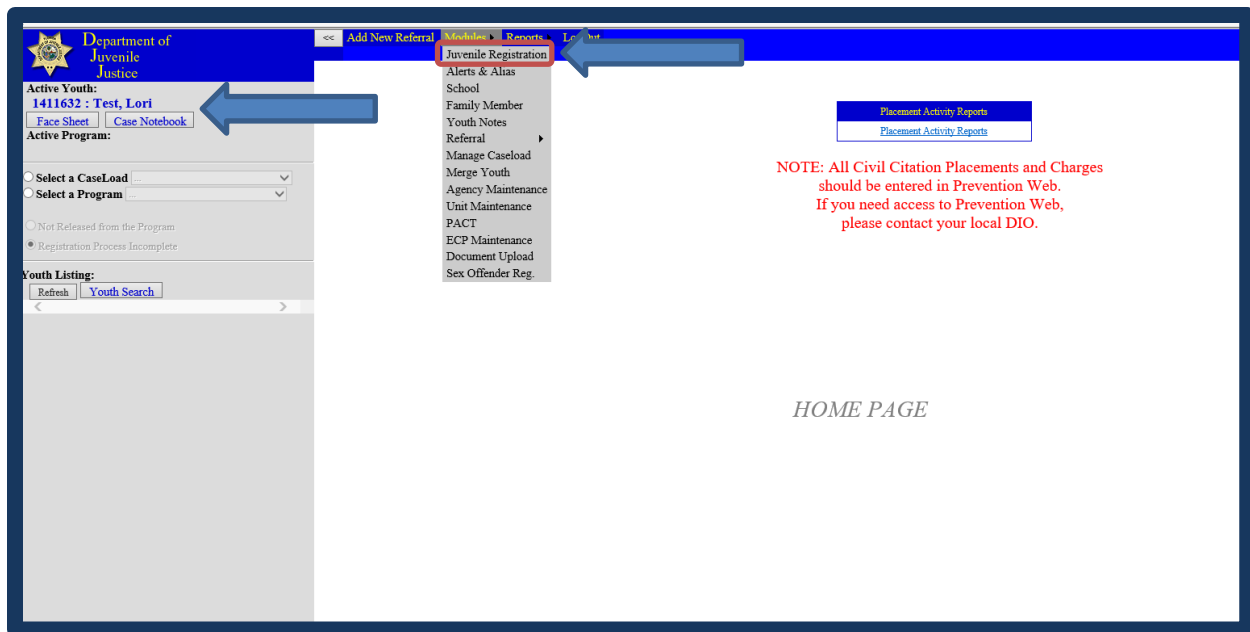 Department of
Juvenile
Justice
<< Add New Referral Modules Reports Log Out
Active Youth:
1411632 : Test, Lori
Face Sheet Case Notebook
Active Program:
Select a CaseLoad ...
Select a Program ...
Not Released from the Program
Registration Process Incomplete
Youth Listing:
Refresh Youth Search
Juvenile Registration
Alerts & Alias
School
Family Member
Youth Notes
Referral
Manage Caseload
Merge Youth
Agency Maintenance
Unit Maintenance
PACT
ECP Maintenance
Document Upload
Sex Offender Reg.
Placement Activity Reports
Placement Activity Reports
NOTE: All Civil Citation Placements and Charges
should be entered in Prevention Web.
If you need access to Prevention Web,
please contact your local DIO.
HOME PAGE